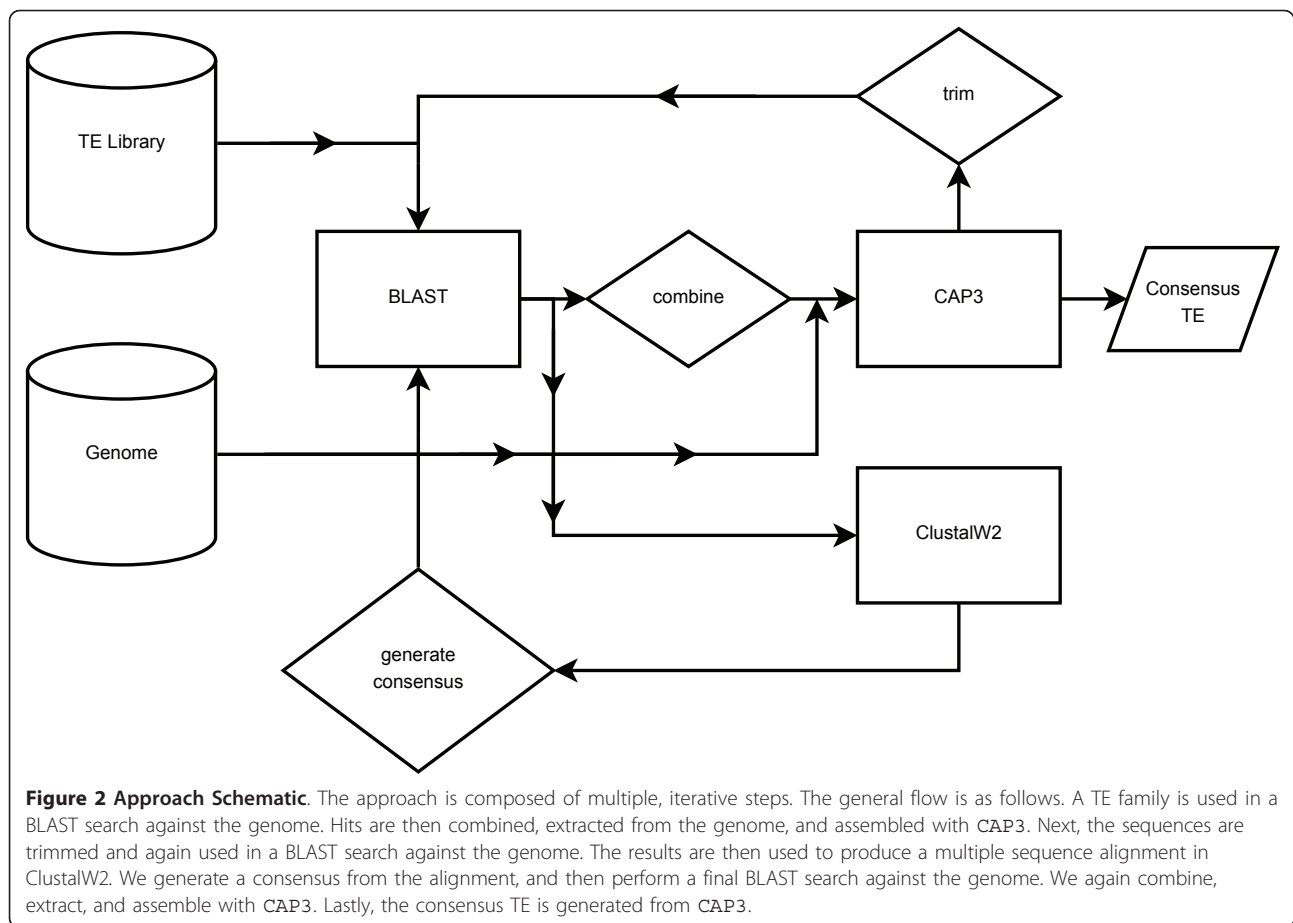 TE Library
trim
BLAST
combine
CAP3
Consensus
TE
Genome
ClustalW2
generate
consensus
Figure 2 Approach Schematic. The approach is composed of multiple, iterative steps. The general flow is as follows. A TE family is used in a
BLAST search against the genome. Hits are then combined, extracted from the genome, and assembled with CAP3. Next, the sequences are
trimmed and again used in a BLAST search against the genome. The results are then used to produce a multiple sequence alignment in
ClustalW2. We generate a consensus from the alignment, and then perform a final BLAST search against the genome. We again combine,
extract, and assemble with CAP3. Lastly, the consensus TE is generated from CAP3.